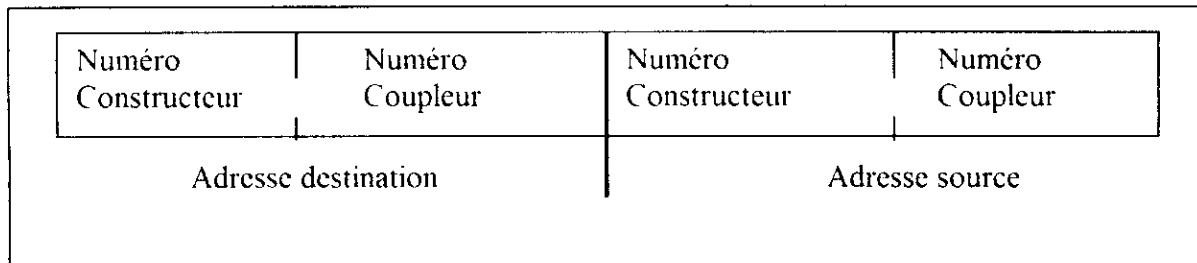 Numéro Numéro Numéro Numéro
Constructeur Coupleur Constructeur Coupleur
Adresse destination Adresse source